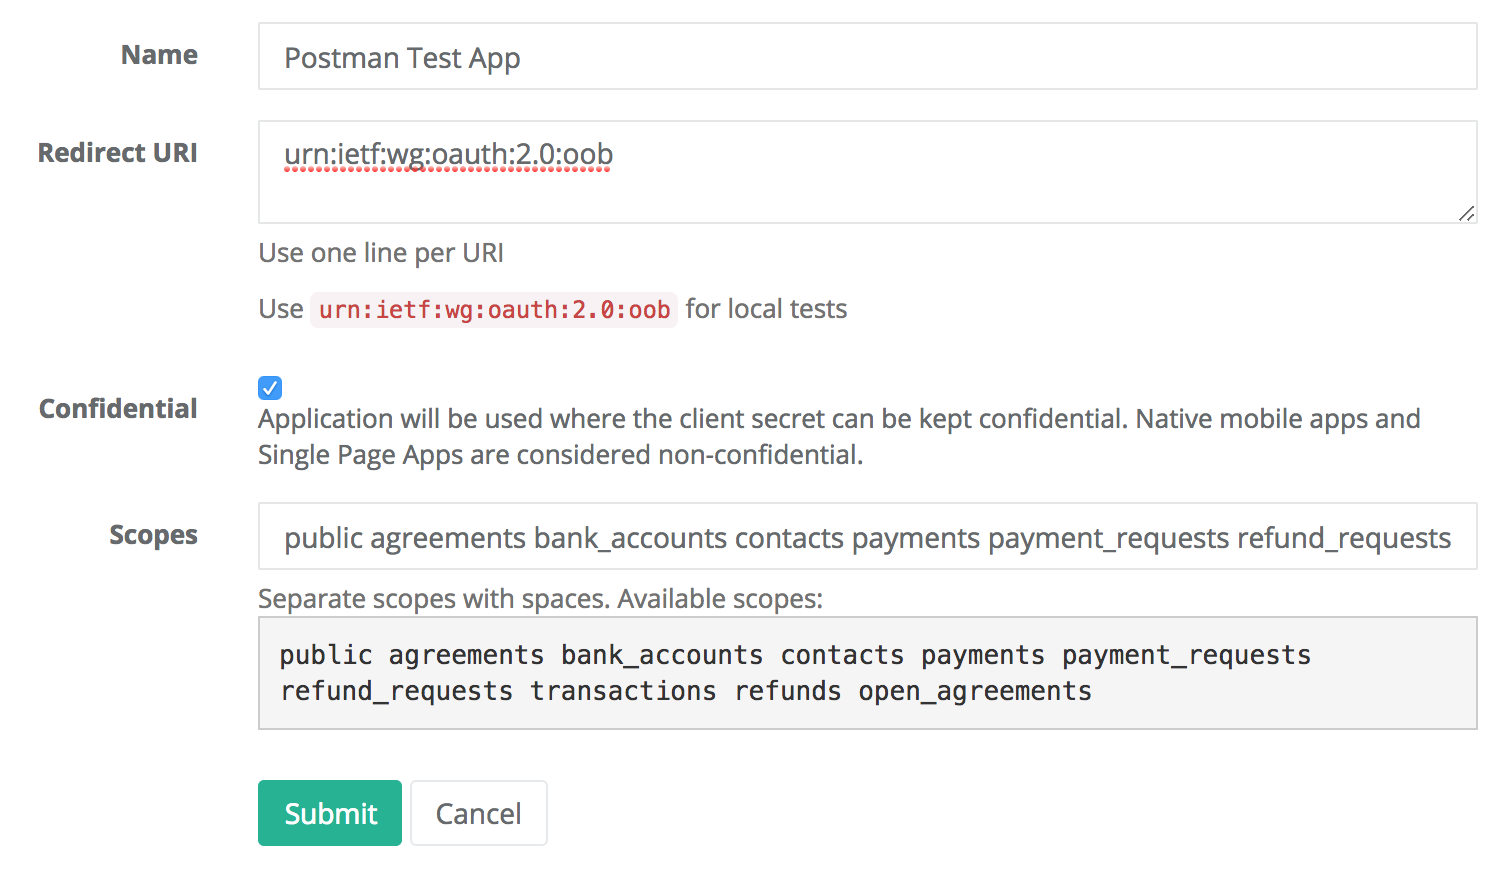 Name
Postman Test App
Redirect URI
urn:ietf:wg:oauth:2.0:oob
Use one line per URI
Use urn:ietf:wg:oauth:2.0:oob for local tests
Confidential
Application will be used where the client secret can be kept confidential. Native mobile apps and
Single Page Apps are considered non-confidential.
Scopes
public agreements bank_accounts contacts payments payment_requests refund_requests
Separate scopes with spaces. Available scopes:
public agreements bank_accounts contacts payments payment_requests
refund_requests transactions refunds open_agreements
Submit
Cancel